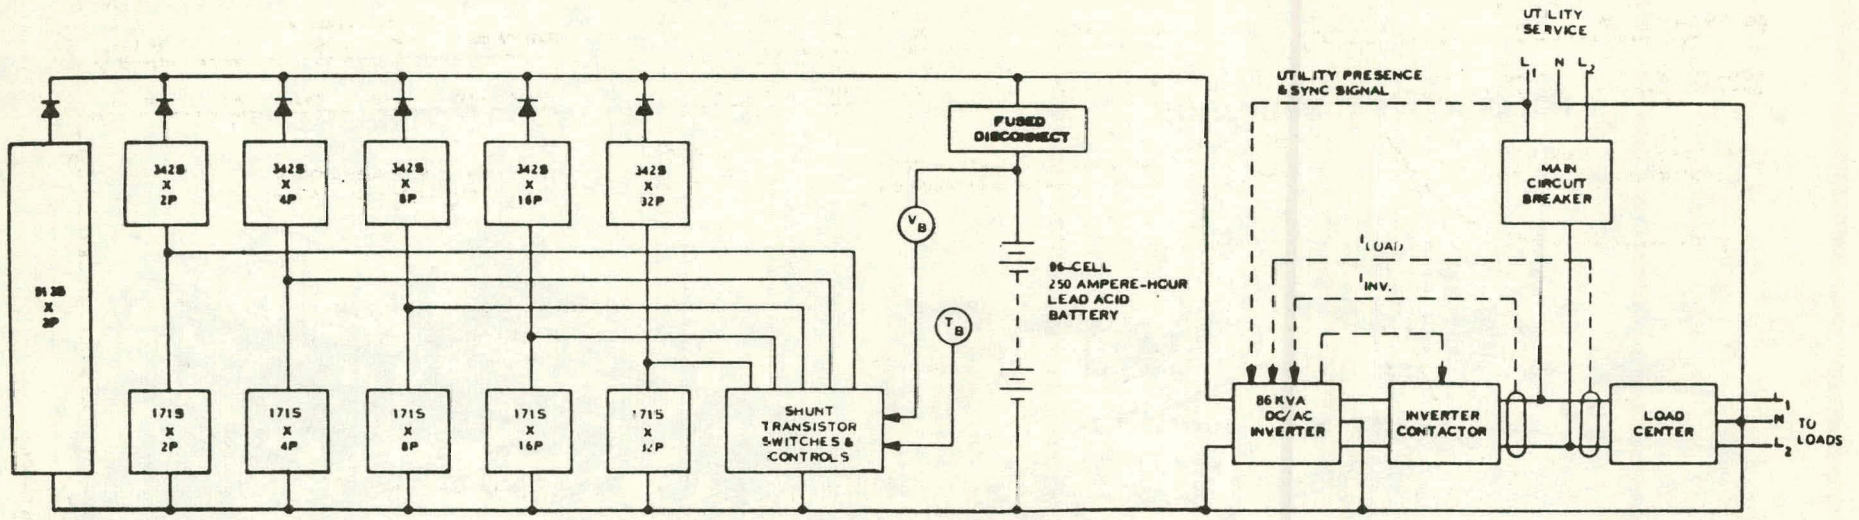 UTILITY
SERVICE
L1 N L2
UTILITY PRESENCE
& SYNC SIGNAL
FUSED
DISCONNECT
MAIN
CIRCUIT
BREAKER
342S
X
2P
342S
X
4P
342S
X
8P
342S
X
16P
342S
X
32P
VB
TB
96-CELL
250 AMPERE-HOUR
LEAD ACID
BATTERY
I LOAD
I INV.
X
171S
X
2P
171S
X
4P
171S
X
8P
171S
X
16P
171S
X
32P
SHUNT
TRANSISTOR
SWITCHES &
CONTROLS
86 KVA
DC/AC
INVERTER
INVERTER
CONTACTOR
LOAD
CENTER
L1
N
L2
TO
LOADS